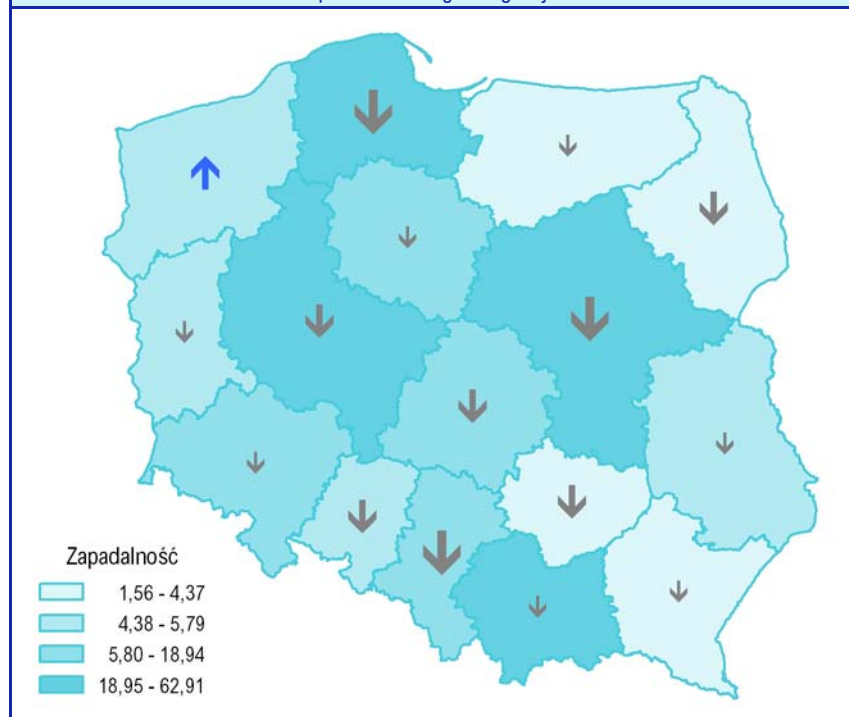 Zapadalność
1,56 - 4,37
4,38 - 5,79
5,80 - 18,94
18,95 - 62,91